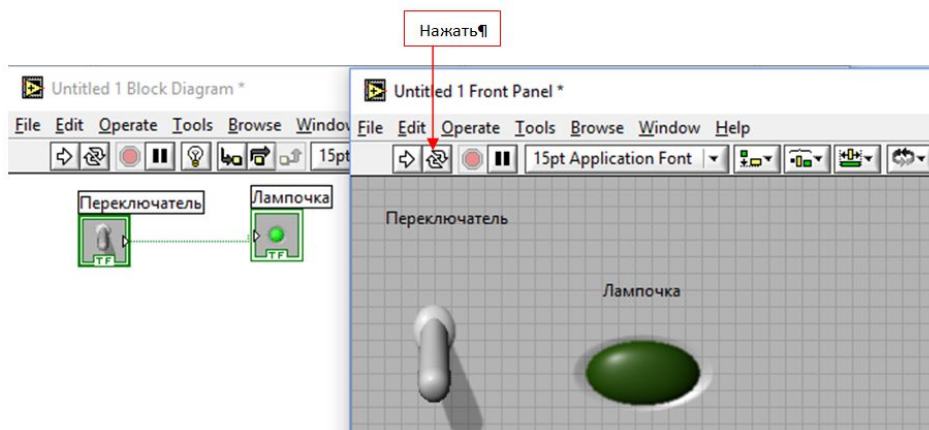 Нажать¶
Untitled 1 Block Diagram *
File Edit Operate Tools Browse Window
15pt
Переключатель
Лампочка
TF
TF
Untitled 1 Front Panel *
File Edit Operate Tools Browse Window Help
15pt Application Font
Переключатель
Лампочка